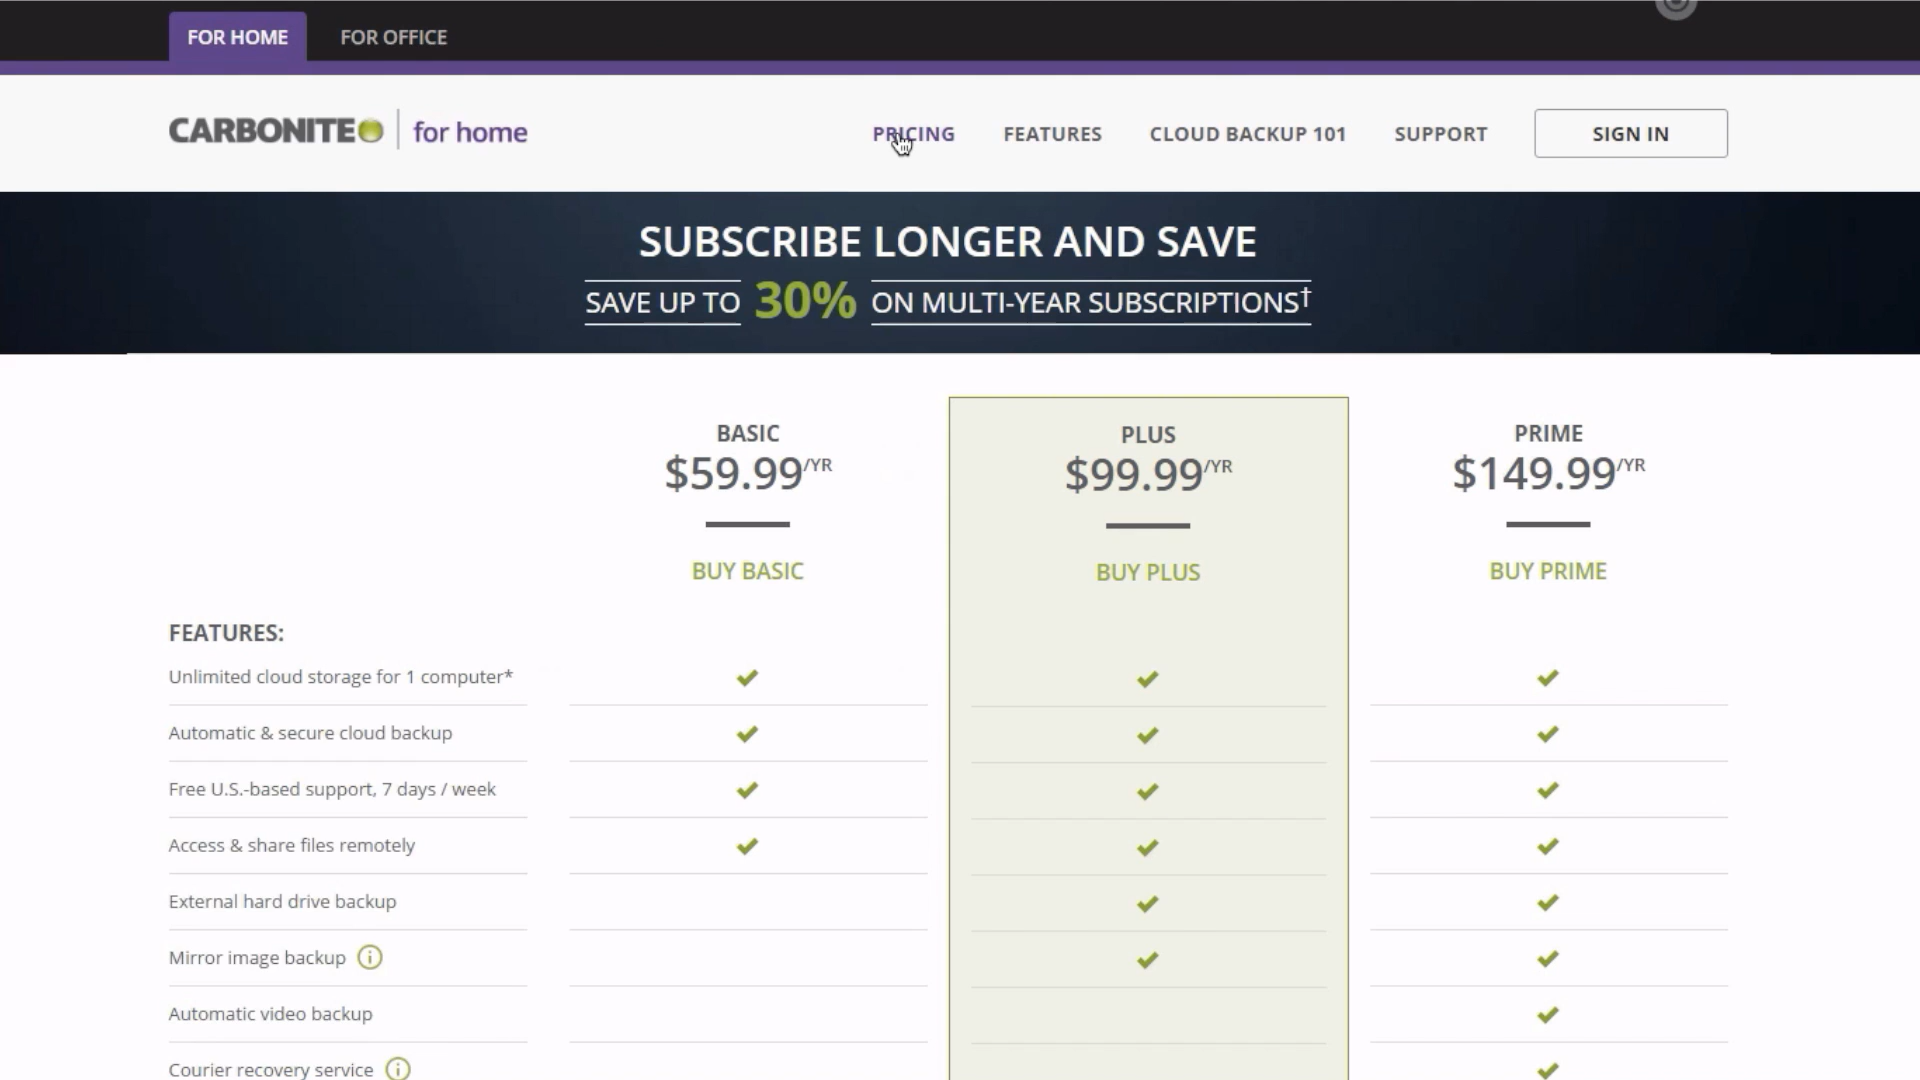 FOR HOME FOR OFFICE
CARBONITE for home PRICING FEATURES CLOUD BACKUP 101 SUPPORT SIGN IN
SUBSCRIBE LONGER AND SAVE
SAVE UP TO 30% ON MULTI-YEAR SUBSCRIPTIONS†
BASIC PLUS PRIME
$59.99/YR $99.99/YR $149.99/YR
BUY BASIC BUY PLUS BUY PRIME
FEATURES:
Unlimited cloud storage for 1 computer*
Automatic & secure cloud backup
Free U.S.-based support, 7 days / week
Access & share files remotely
External hard drive backup
Mirror image backup i
Automatic video backup
Courier recovery service i